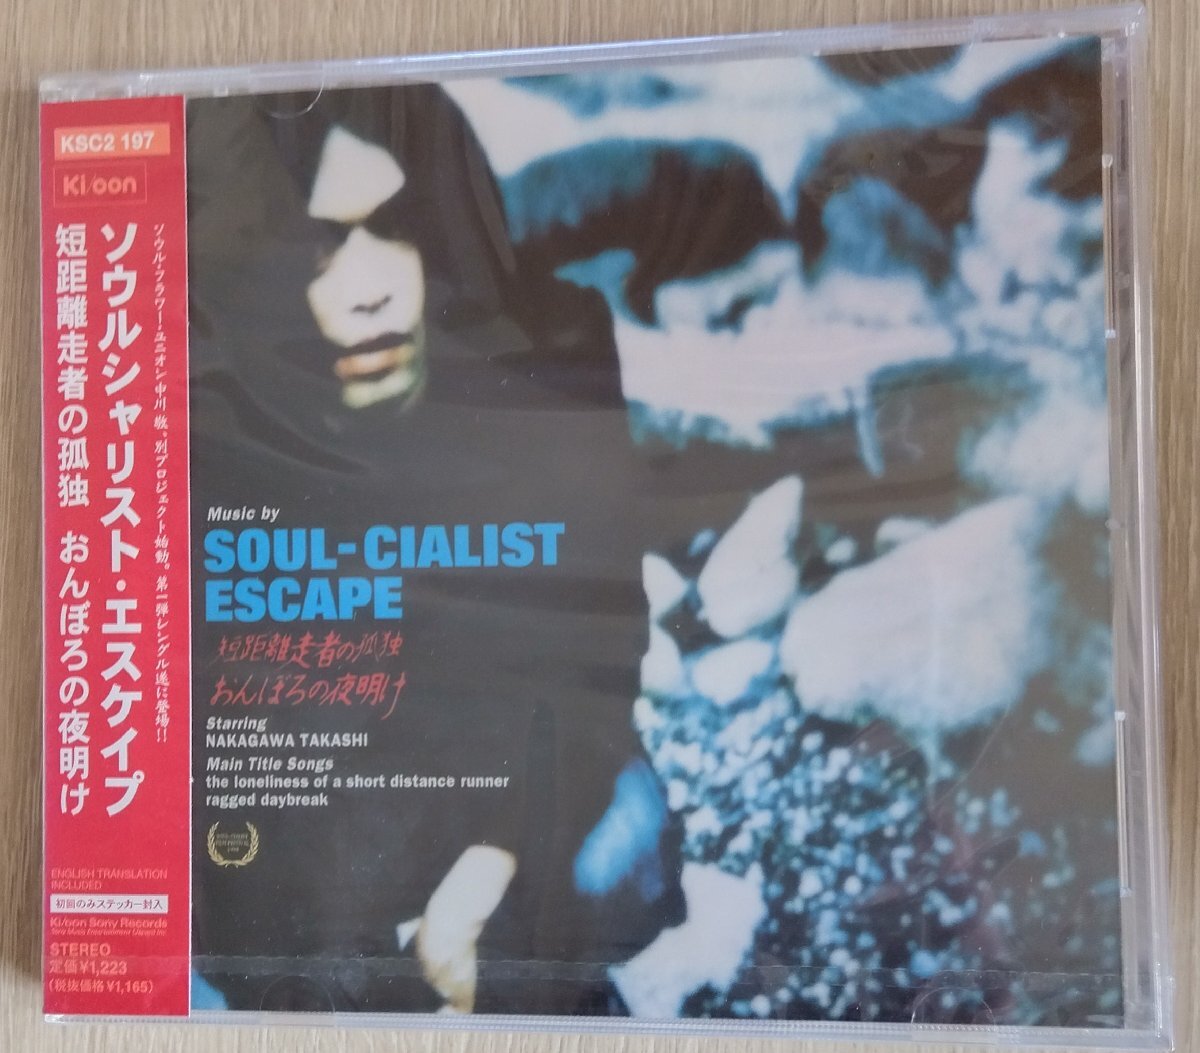 KSC2 197
Ki/oon
ソウル・フラワー・ユニオン中川 敬。別プロジェクト始動。第一弾シングル遂に登場!!
ソウルシャリスト・エスケイプ
短距離走者の孤独 おんぼろの夜明け
ENGLISH TRANSLATION
INCLUDED
初回のみステッカー封入
Ki/oon Sony Records
STEREO
定価¥1,223
(税抜価格¥1,165)
Music by
SOUL-CIALIST
ESCAPE
短距離走者の孤独
おんぼろの夜明け
Starring
NAKAGAWA TAKASHI
Main Title Songs
the loneliness of a short distance runner
ragged daybreak